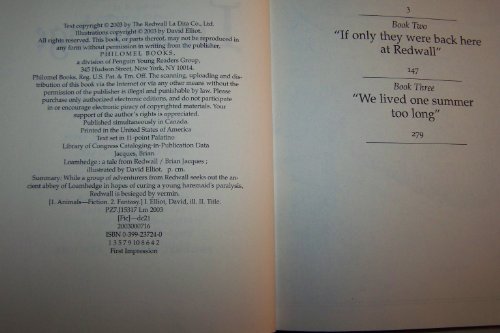 Text copyright © 2003 by The Redwall La Dita Co., Ltd.
Illustrations copyright © 2003 by David Elliot.
All rights reserved. This book, or parts thereof, may not be reproduced in
any form without permission in writing from the publisher,
PHILOMEL BOOKS,
a division of Penguin Young Readers Group,
345 Hudson Street, New York, NY 10014.
Philomel Books, Reg. U.S. Pat. & Tm. Off. The scanning, uploading and dis-
tribution of this book via the Internet or via any other means without the
permission of the publisher is illegal and punishable by law. Please
purchase only authorized electronic editions, and do not participate
in or encourage electronic piracy of copyrighted materials. Your
support of the author's rights is appreciated.
Published simultaneously in Canada.
Printed in the United States of America
Text set in 11-point Palatino
Library of Congress Cataloging-in-Publication Data
Jacques, Brian.
Loamhedge : a tale from Redwall / Brian Jacques ;
illustrated by David Elliot. p. cm.
Summary: While a group of adventurers from Redwall seeks out the an-
cient abbey of Loamhedge in hopes of curing a young haremaid's paralysis,
Redwall is besieged by vermin.
[1. Animals—Fiction. 2. Fantasy.] I. Elliot, David, ill. II. Title.
PZ7.J15317 Lm 2003
[Fic]—dc21
2003000716
ISBN 0-399-23724-0
1 3 5 7 9 10 8 6 4 2
First Impression
3
Book Two
"If only they were back here
at Redwall"
147
Book Three
"We lived one summer
too long"
279